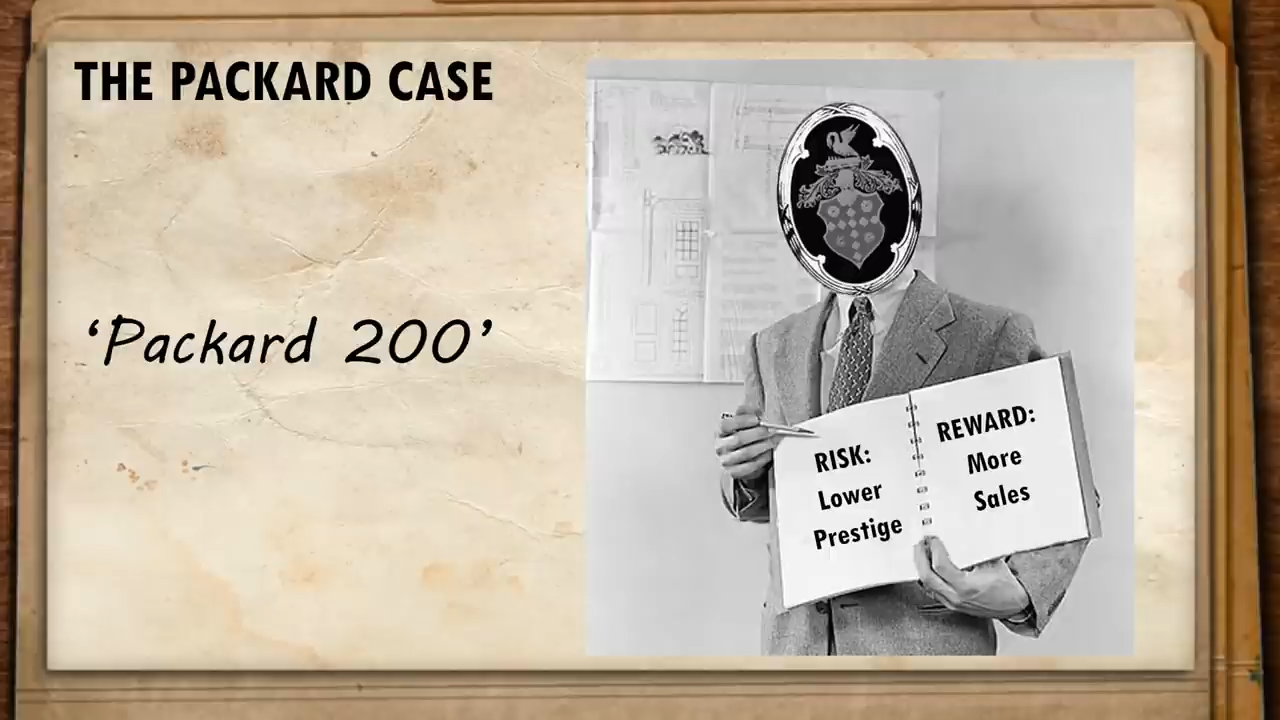 THE PACKARD CASE
‘Packard 200’
RISK:
Lower
Prestige
REWARD:
More
Sales